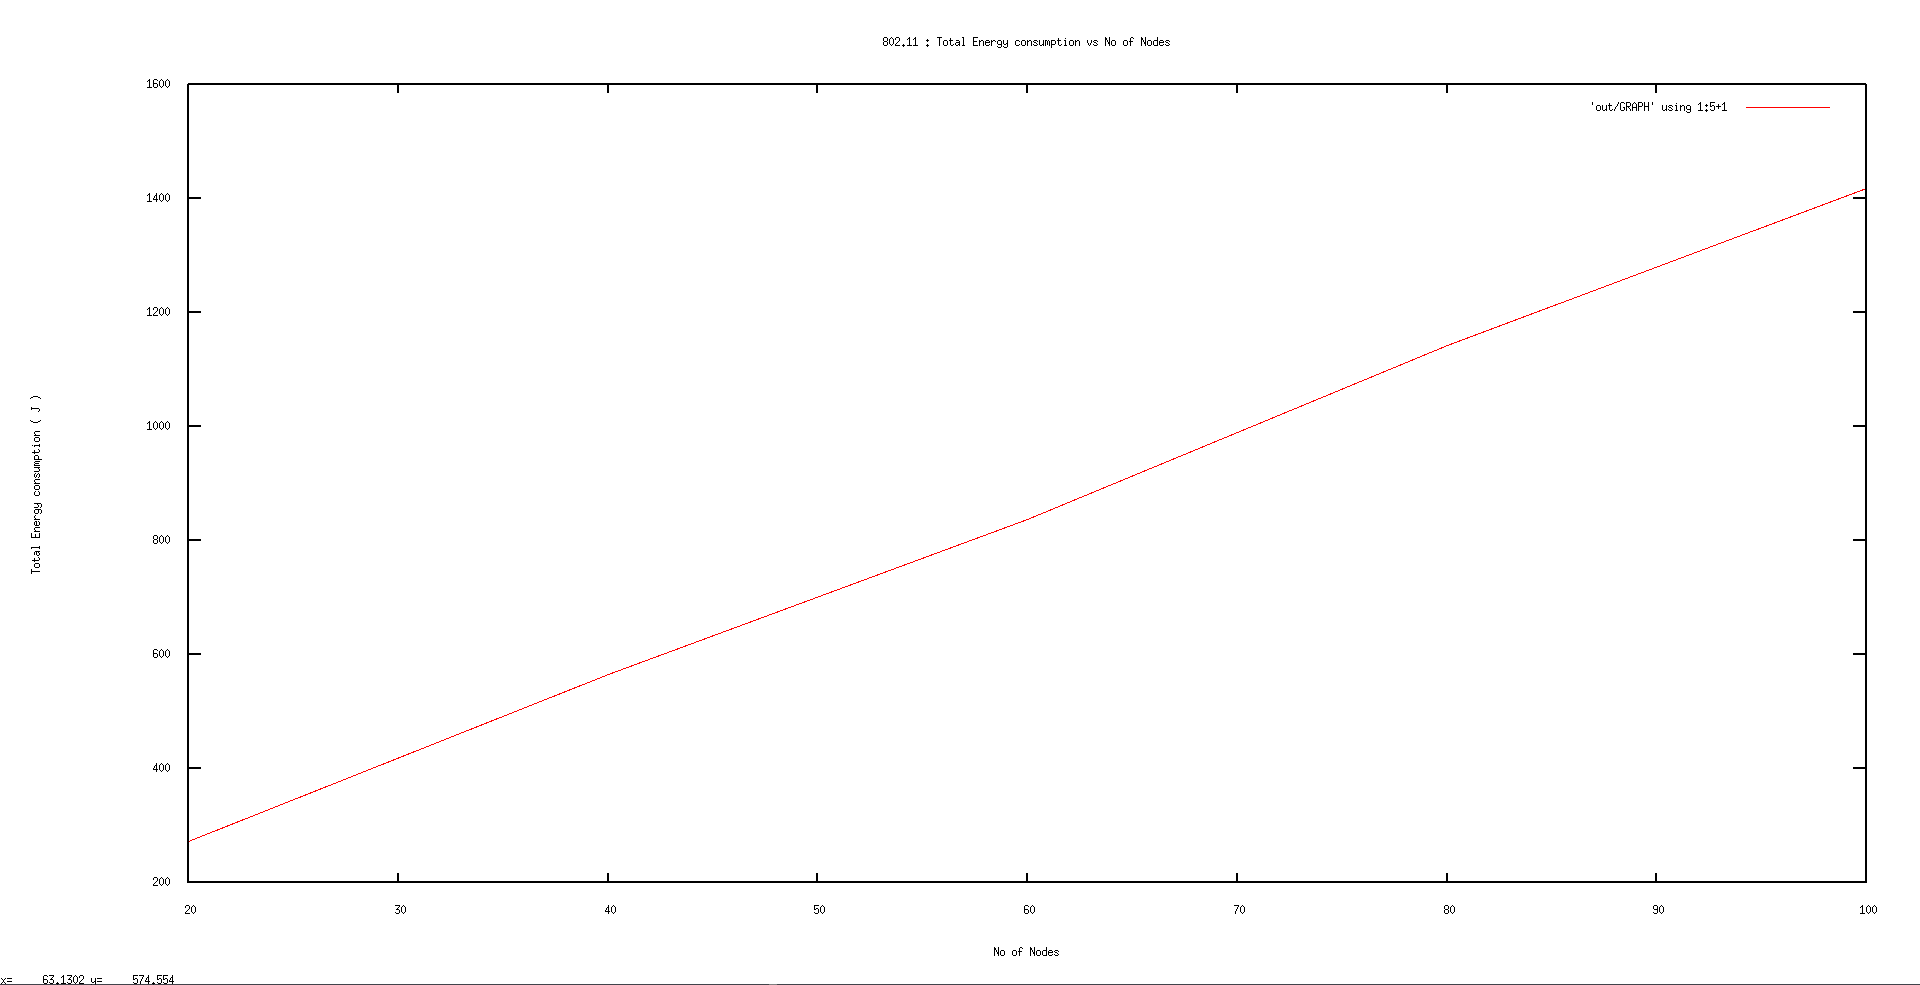 802.11 : Total Energy consumption vs No of Nodes
'out/GRAPH' using 1:5+1
1600
1400
1200
1000
800
600
400
200
Total Energy consumption ( J )
20 30 40 50 60 70 80 90 100
No of Nodes
x= 63.1302 y= 574.554